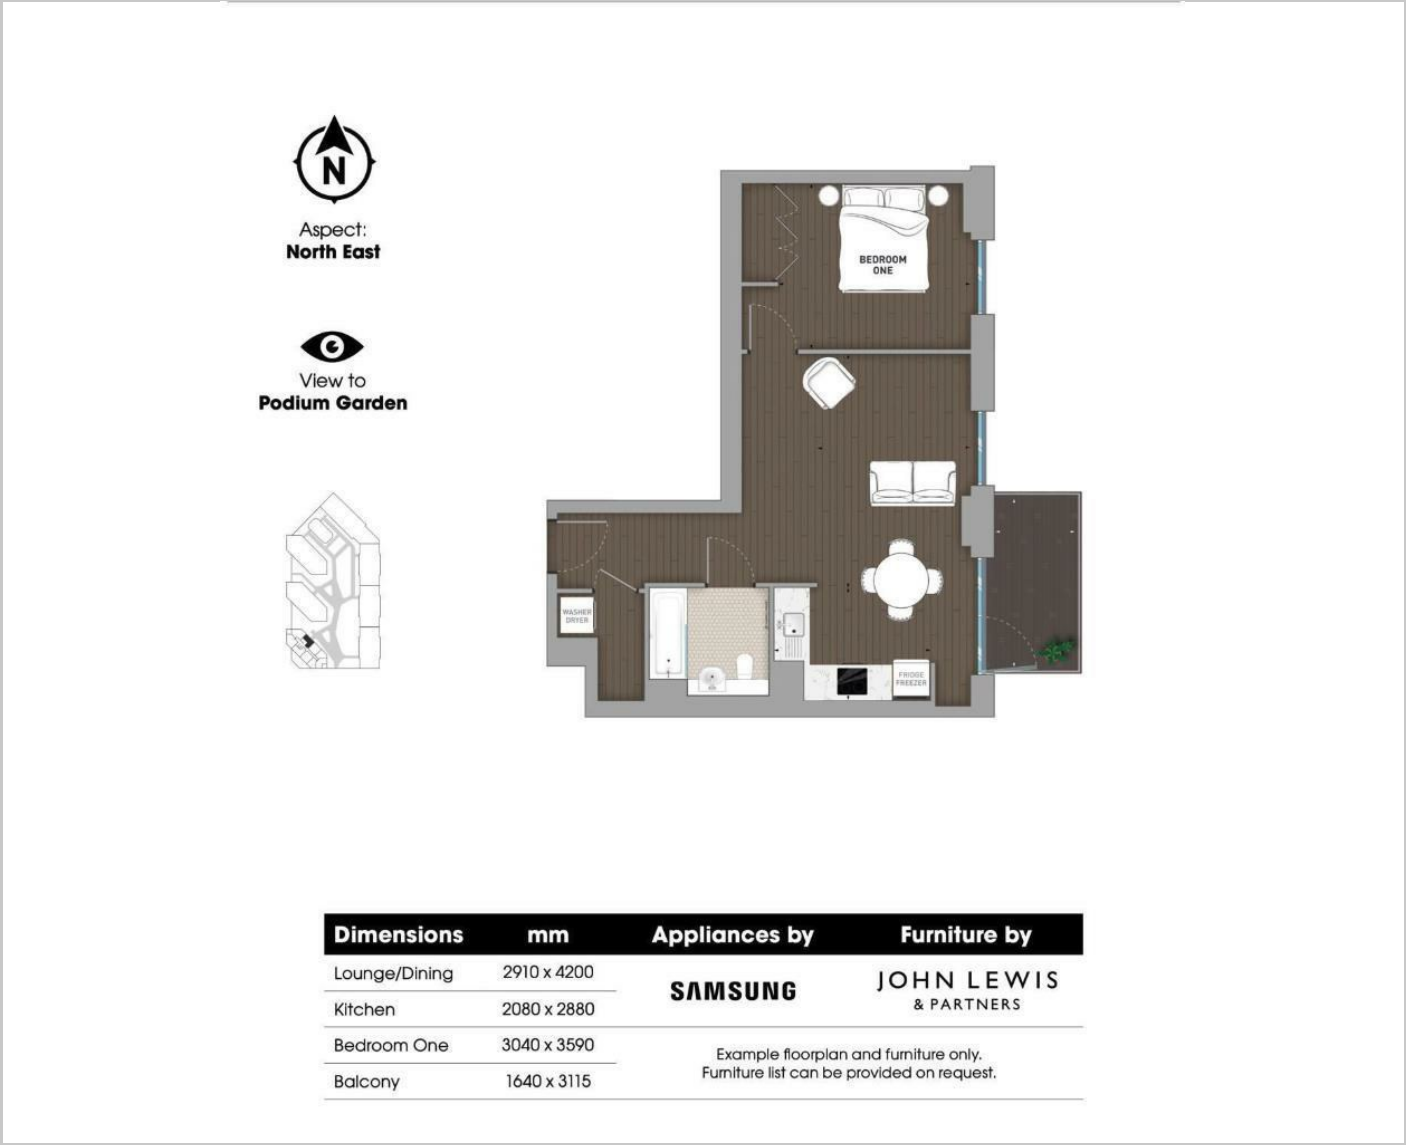 N
Aspect:
North East
View to
Podium Garden
BEDROOM
ONE
WASHER
DRYER
FRIDGE
FREEZER
Dimensions mm Appliances by Furniture by
Lounge/Dining 2910 x 4200
Kitchen 2080 x 2880
Bedroom One 3040 x 3590
Balcony 1640 x 3115
SAMSUNG
JOHN LEWIS
& PARTNERS
Example floorplan and furniture only.
Furniture list can be provided on request.